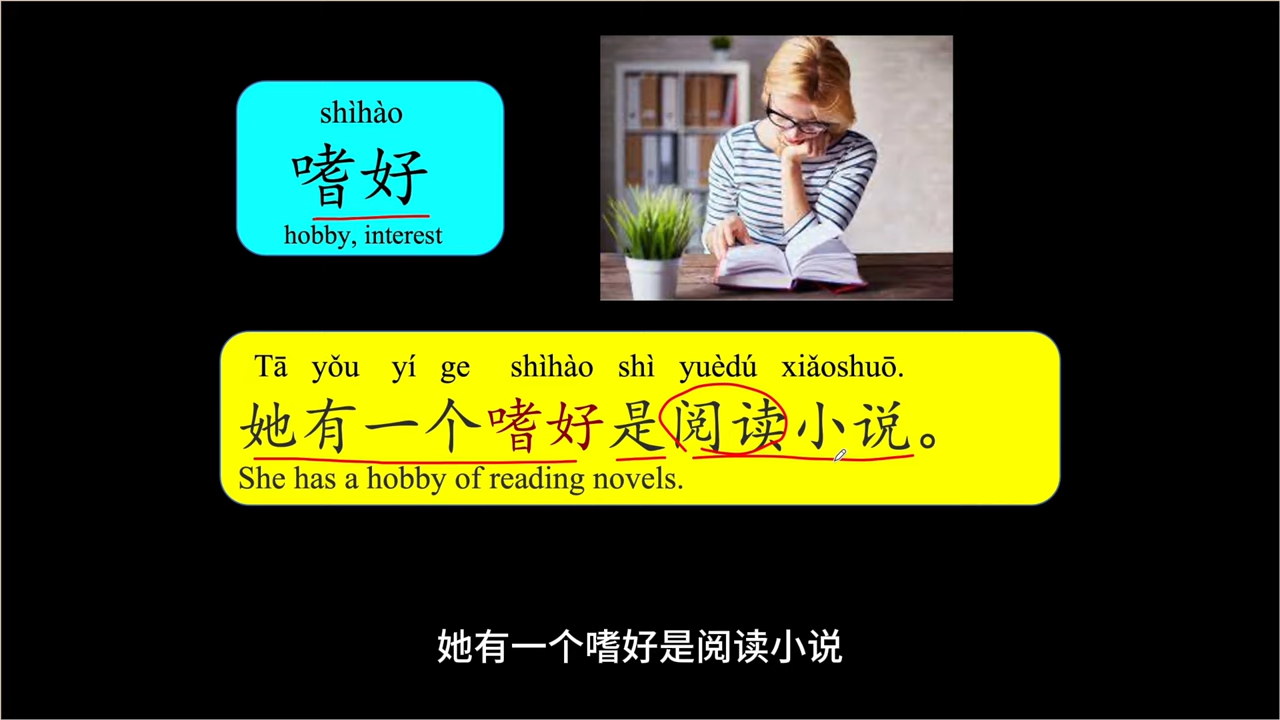 shìhào
嗜好
hobby, interest
Tā yǒu yí ge shìhào shì yuèdú xiǎoshuō.
她有一个嗜好是阅读小说。
She has a hobby of reading novels.
她有一个嗜好是阅读小说